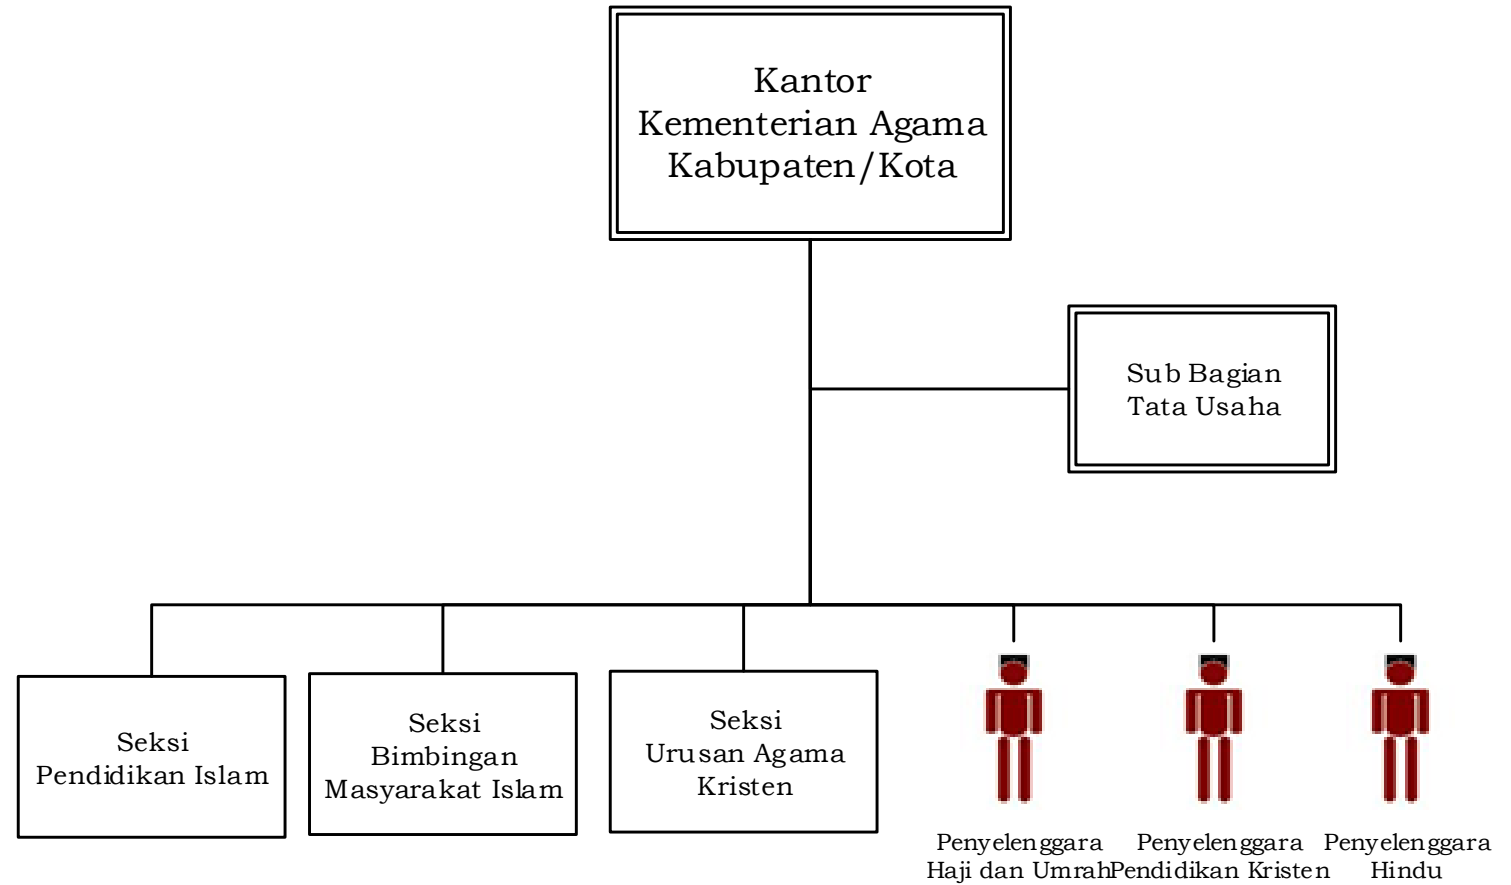 Kantor
Kementerian Agama
Kabupaten/Kota
Sub Bagian
Tata Usaha
Seksi
Pendidikan Islam
Seksi
Bimbingan
Masyarakat Islam
Seksi
Urusan Agama
Kristen
Penyelenggara
Haji dan Umrah
Penyelenggara
Pendidikan Kristen
Penyelenggara
Hindu